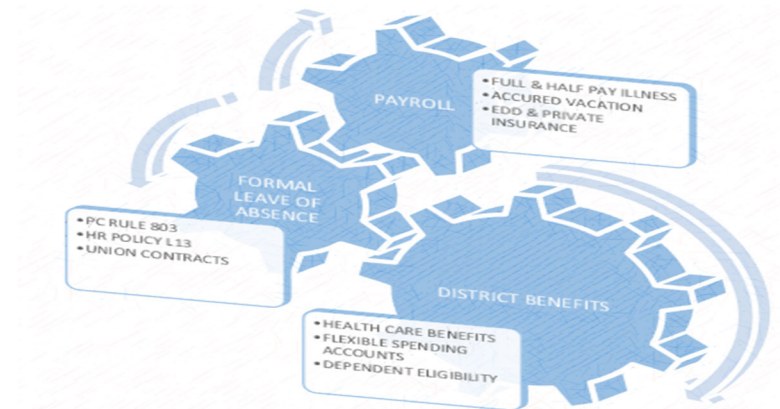 PAYROLL
• FULL & HALF PAY ILLNESS
• ACCURED VACATION
• EDD & PRIVATE
INSURANCE
FORMAL
LEAVE OF
ABSENCE
• PC RULE 803
• HR POLICY L13
• UNION CONTRACTS
DISTRICT BENEFITS
• HEALTH CARE BENEFITS
• FLEXIBLE SPENDING
ACCOUNTS
• DEPENDENT ELIGIBILITY